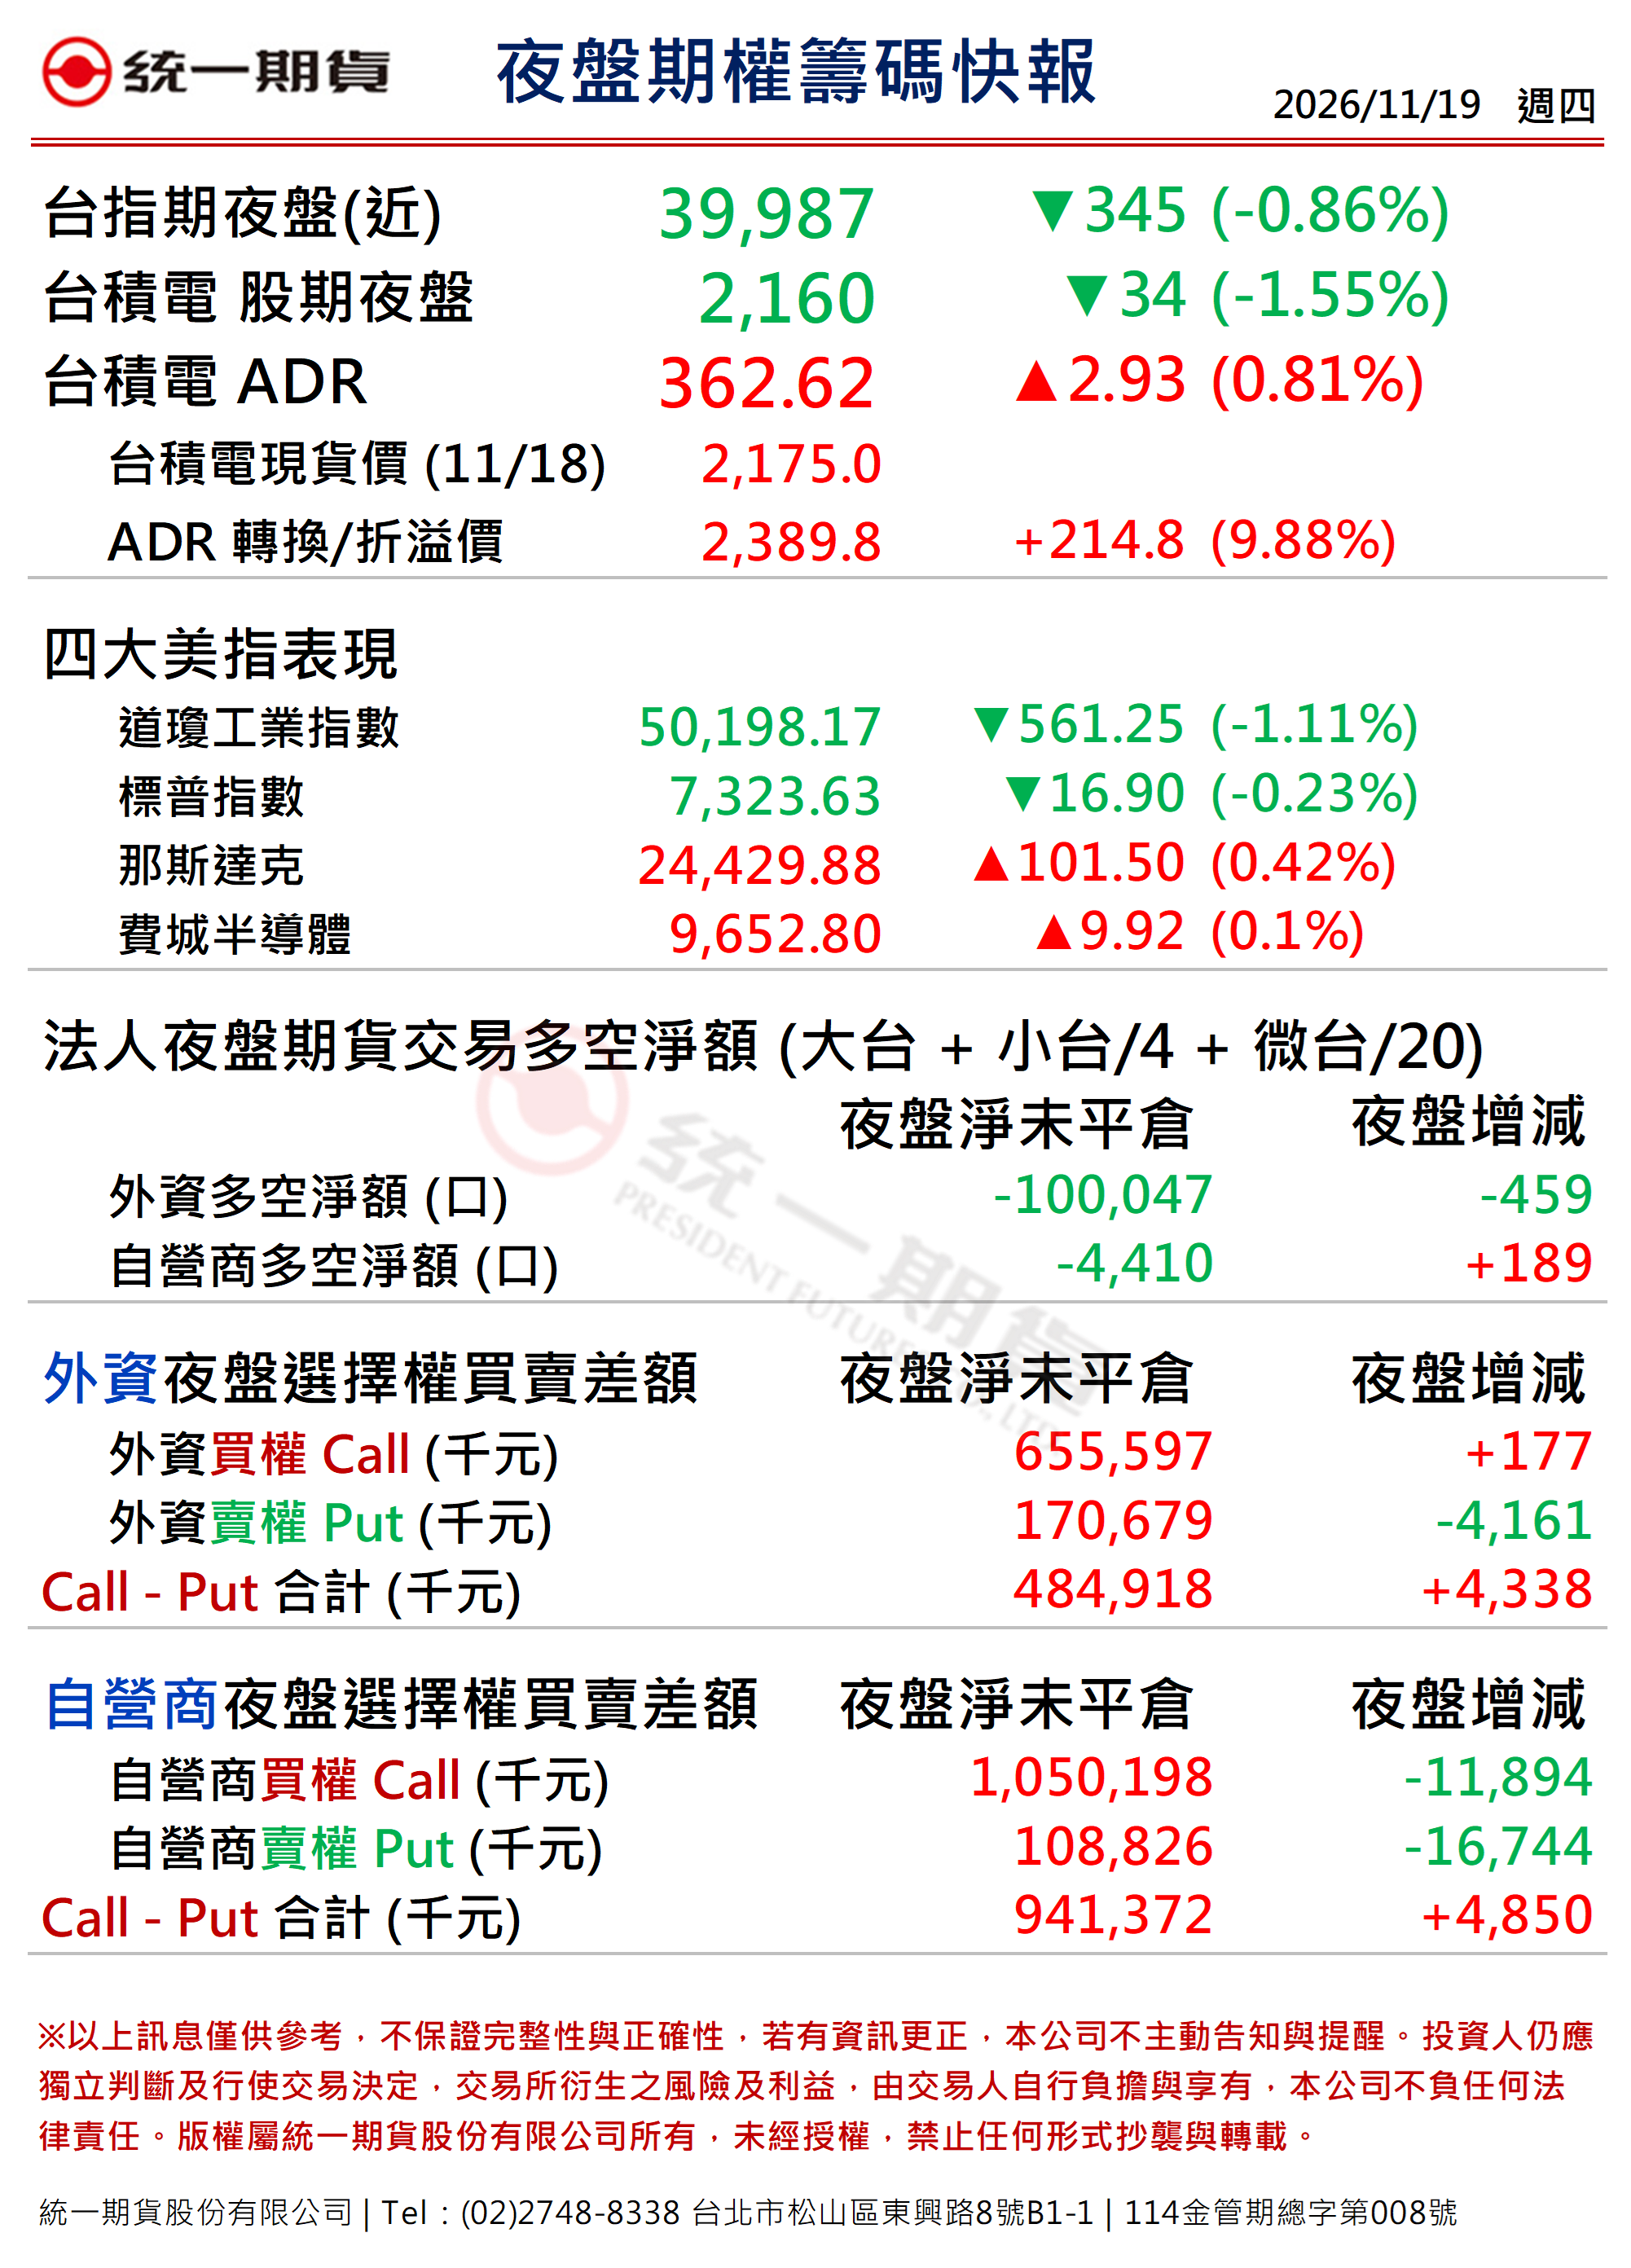 統一期貨 夜盤期權籌碼快報 2026/11/19 週四
台指期夜盤(近) 39,987 ▼345 (-0.86%)
台積電 股期夜盤 2,160 ▼34 (-1.55%)
台積電 ADR 362.62 ▲2.93 (0.81%)
台積電現貨價 (11/18) 2,175.0
ADR 轉換/折溢價 2,389.8 +214.8 (9.88%)
四大美指表現
道瓊工業指數 50,198.17 ▼561.25 (-1.11%)
標普指數 7,323.63 ▼16.90 (-0.23%)
那斯達克 24,429.88 ▲101.50 (0.42%)
費城半導體 9,652.80 ▲9.92 (0.1%)
法人夜盤期貨交易多空淨額 (大台 + 小台/4 + 微台/20)
夜盤淨未平倉 夜盤增減
外資多空淨額 (口) -100,047 -459
自營商多空淨額 (口) -4,410 +189
外資夜盤選擇權買賣差額 夜盤淨未平倉 夜盤增減
外資買權 Call (千元) 655,597 +177
外資賣權 Put (千元) 170,679 -4,161
Call - Put 合計 (千元) 484,918 +4,338
自營商夜盤選擇權買賣差額 夜盤淨未平倉 夜盤增減
自營商買權 Call (千元) 1,050,198 -11,894
自營商賣權 Put (千元) 108,826 -16,744
Call - Put 合計 (千元) 941,372 +4,850
※以上訊息僅供參考，不保證完整性與正確性，若有資訊更正，本公司不主動告知與提醒。投資人仍應
獨立判斷及行使交易決定，交易所衍生之風險及利益，由交易人自行負擔與享有，本公司不負任何法
律責任。版權屬統一期貨股份有限公司所有，未經授權，禁止任何形式抄襲與轉載。
統一期貨股份有限公司 | Tel：(02)2748-8338 台北市松山區東興路8號B1-1 | 114金管期總字第008號
統一期貨
PRESIDENT FUTURES CO., LTD.